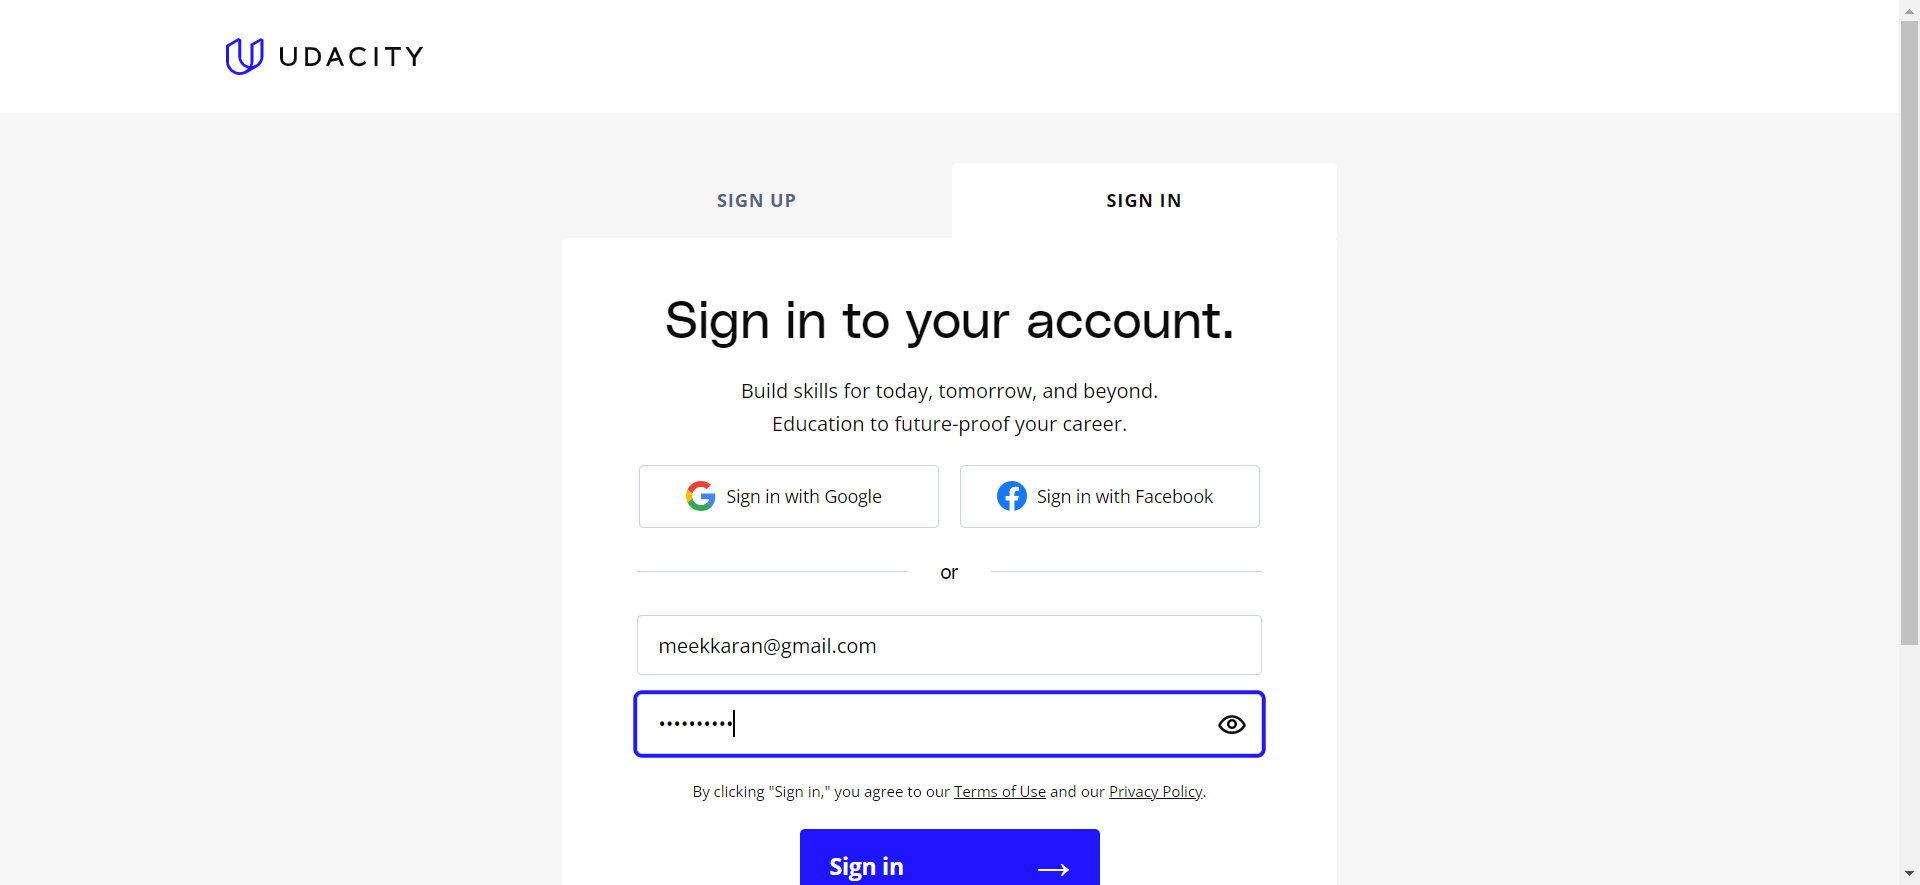 UDACITY
SIGN UP
SIGN IN
Sign in to your account.
Build skills for today, tomorrow, and beyond.
Education to future-proof your career.
Sign in with Google
Sign in with Facebook
or
meekkaran@gmail.com
••••••••••
By clicking "Sign in," you agree to our Terms of Use and our Privacy Policy.
Sign in →